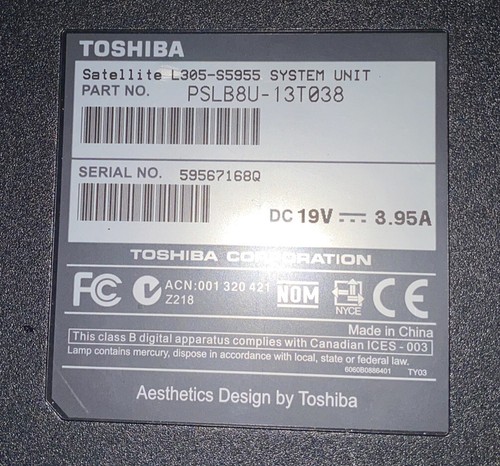 TOSHIBA
Satellite L305-S5955 SYSTEM UNIT
PART NO. PSLB8U-13T038
SERIAL NO. 59567168Q
DC 19V 3.95A
TOSHIBA CORPORATION
FC ACN:001 320 421 NOM CE
Z218
NYCE
Made in China
This class B digital apparatus complies with Canadian ICES - 003
Lamp contains mercury, dispose in accordance with local, state or federal law.
6060B0886401 TY03
Aesthetics Design by Toshiba